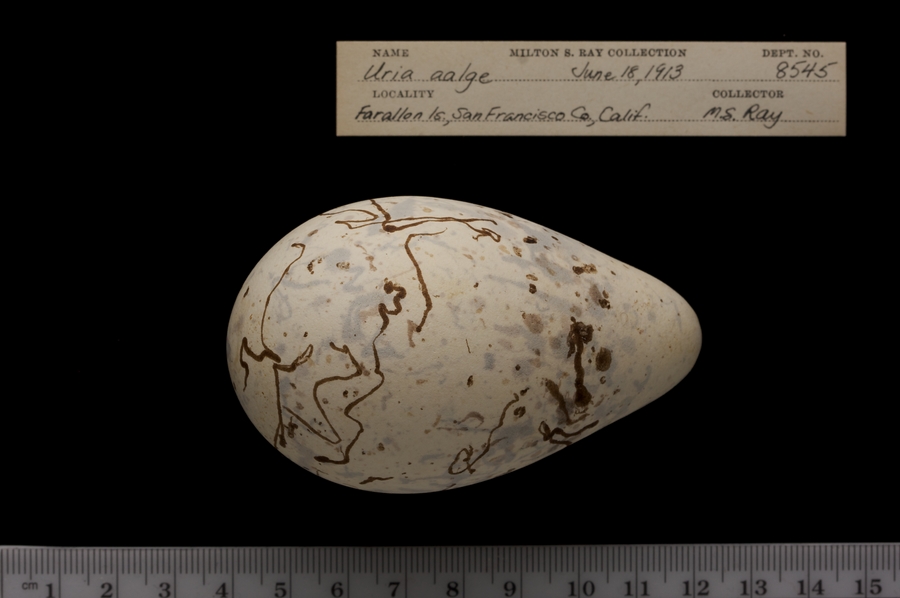 NAME MILTON S. RAY COLLECTION DEPT. NO.
Uria aalge June 18, 1913 8545
LOCALITY COLLECTOR
Farallon Is., San Francisco Co., Calif. M.S. Ray
cm 1 2 3 4 5 6 7 8 9 10 11 12 13 14 15